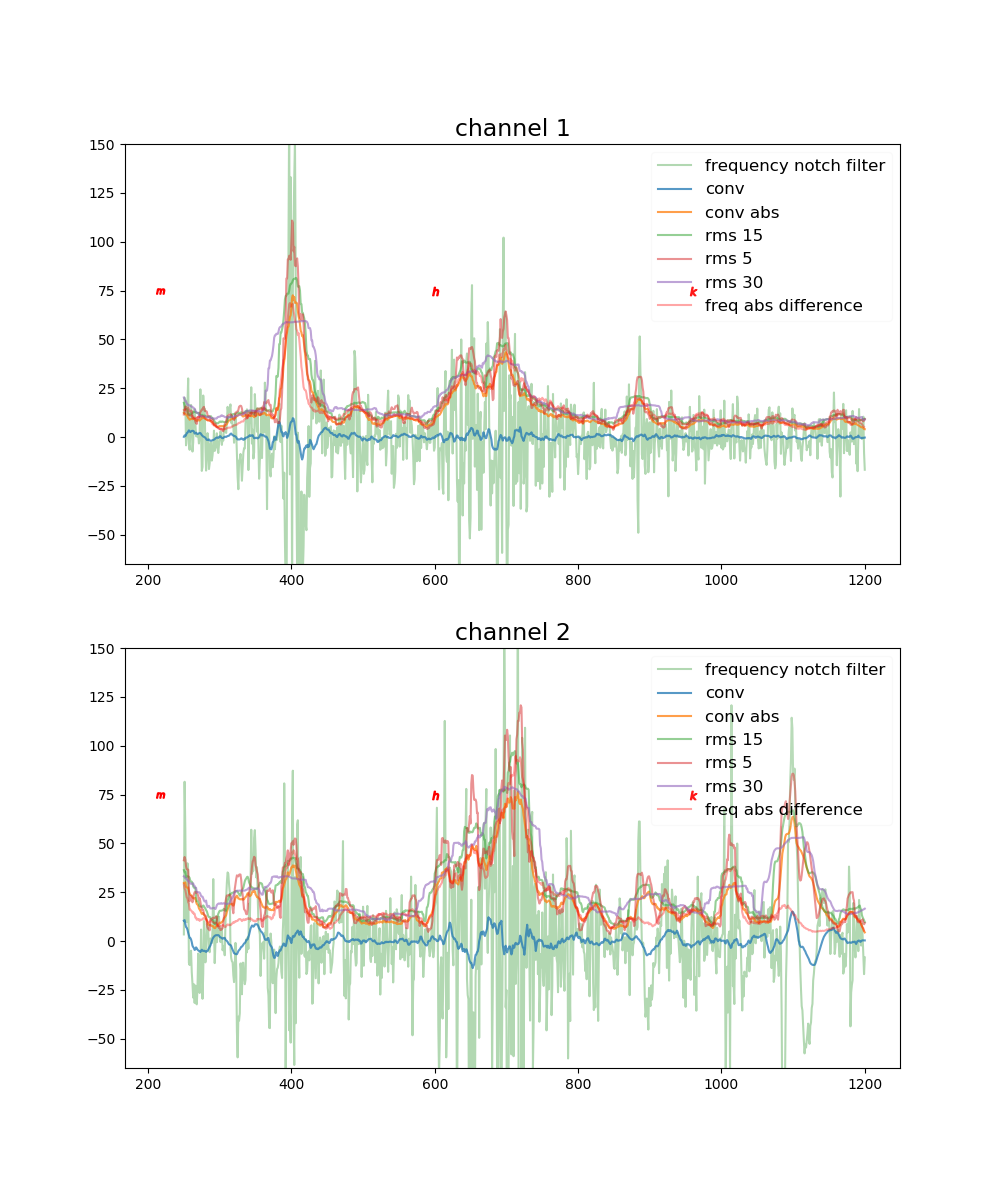 channel 1
150
125
100
75
50
25
0
−25
−50
200 400 600 800 1000 1200
frequency notch filter
conv
conv abs
rms 15
rms 5
rms 30
freq abs difference
m h k
channel 2
150
125
100
75
50
25
0
−25
−50
200 400 600 800 1000 1200
frequency notch filter
conv
conv abs
rms 15
rms 5
rms 30
freq abs difference
m h k